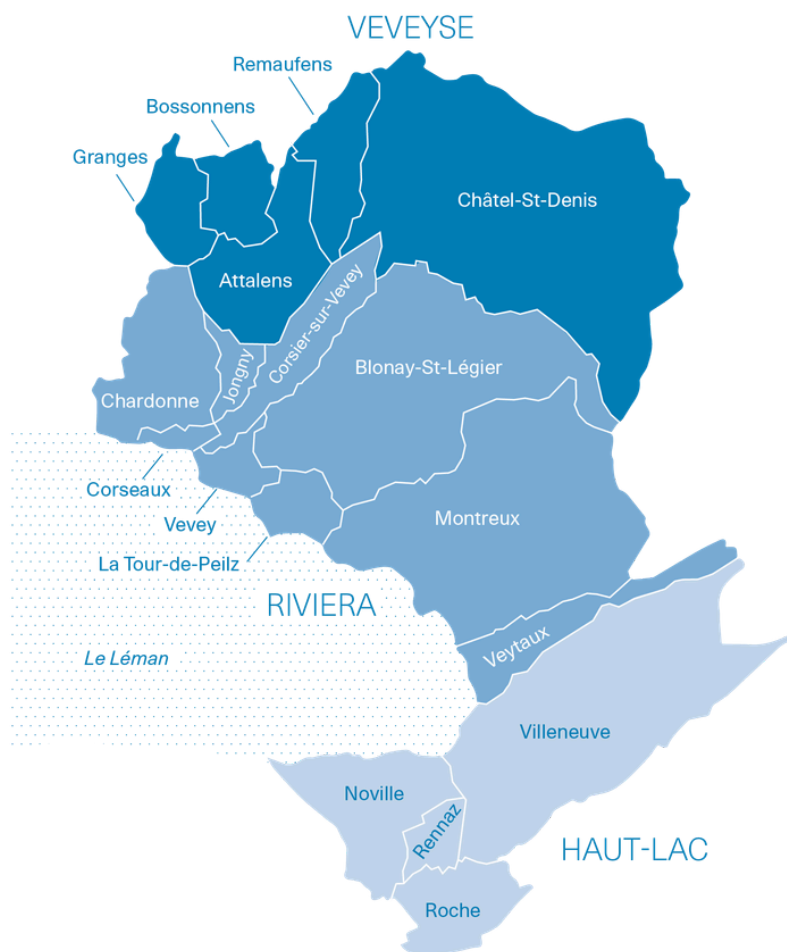 VEVEYSE
Remaufens
Bossonnens
Granges
Châtel-St-Denis
Attalens
Corsier-sur-Vevey
Jongny
Blonay-St-Légier
Chardonne
Corseaux
Vevey
Montreux
La Tour-de-Peilz
RIVIERA
Veytaux
Le Léman
Villeneuve
Noville
Rennaz
HAUT-LAC
Roche